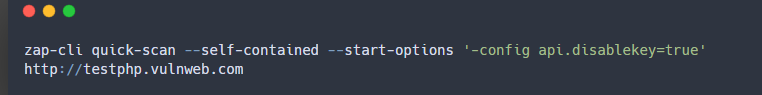 zap-cli quick-scan --self-contained --start-options '-config api.disablekey=true'
http://testphp.vulnweb.com